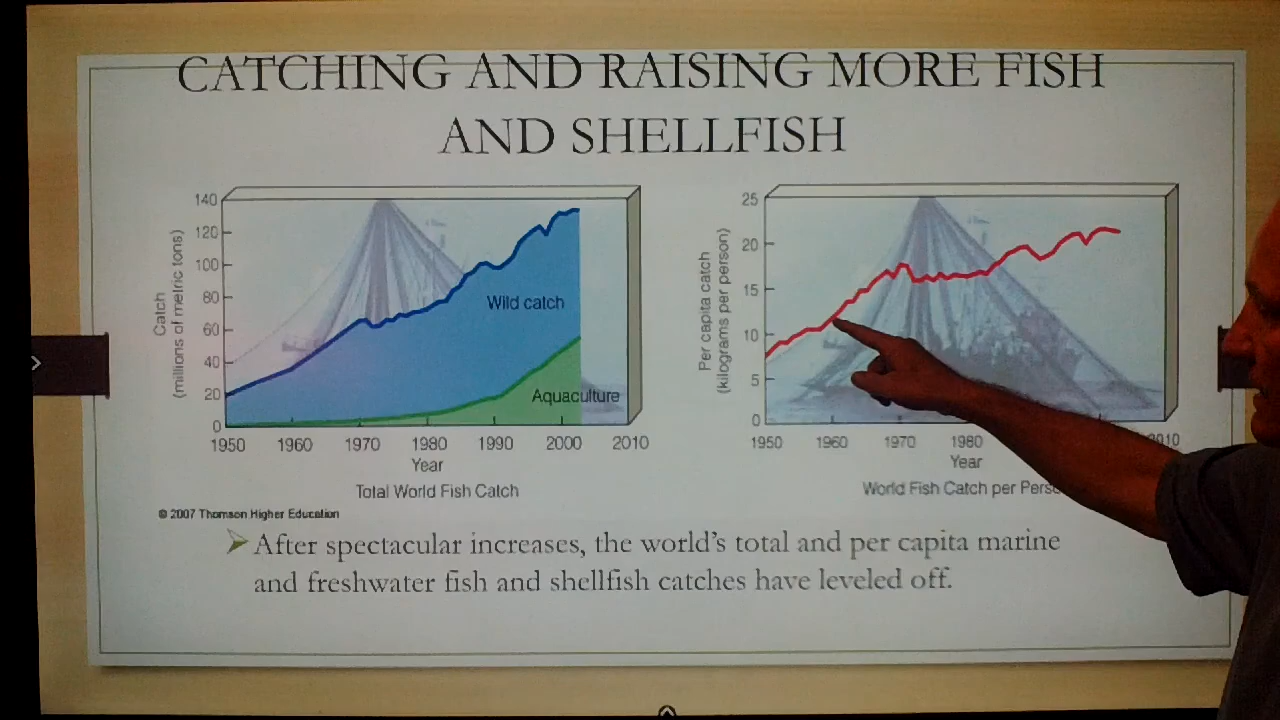 CATCHING AND RAISING MORE FISH
AND SHELLFISH
140
120
100
80
60
40
20
0
Catch
(millions of metric tons)
Wild catch
Aquaculture
1950 1960 1970 1980 1990 2000 2010
Year
Total World Fish Catch
25
20
15
10
5
0
Per capita catch
(kilograms per person)
1950 1960 1970 1980
Year
World Fish Catch per
© 2007 Thomson Higher Education
After spectacular increases, the world's total and per capita marine
and freshwater fish and shellfish catches have leveled off.